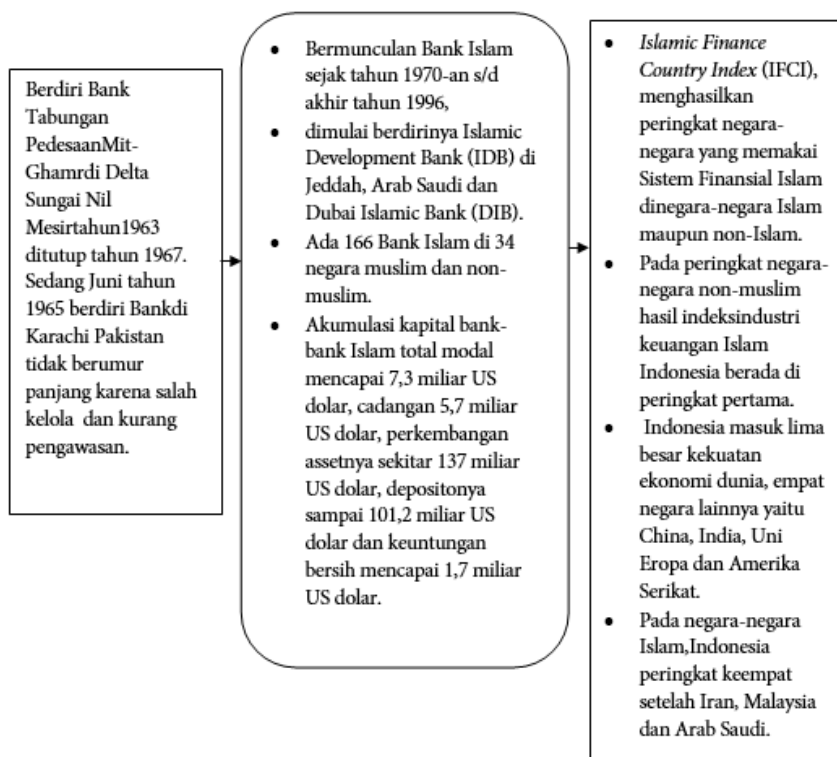 Berdiri Bank
Tabungan
PedesaanMit-
Ghamrdi Delta
Sungai Nil
Mesirtahun1963
ditutup tahun 1967.
Sedang Juni tahun
1965 berdiri Bankdi
Karachi Pakistan
tidak berumur
panjang karena salah
kelola dan kurang
pengawasan.
• Bermunculan Bank Islam
sejak tahun 1970-an s/d
akhir tahun 1996,
• dimulai berdirinya Islamic
Development Bank (IDB) di
Jeddah, Arab Saudi dan
Dubai Islamic Bank (DIB).
• Ada 166 Bank Islam di 34
negara muslim dan non-
muslim.
• Akumulasi kapital bank-
bank Islam total modal
mencapai 7,3 miliar US
dolar, cadangan 5,7 miliar
US dolar, perkembangan
assetnya sekitar 137 miliar
US dolar, depositonya
sampai 101,2 miliar US
dolar dan keuntungan
bersih mencapai 1,7 miliar
US dolar.
• Islamic Finance
Country Index (IFCI),
menghasilkan
peringkat negara-
negara yang memakai
Sistem Finansial Islam
dinegara-negara Islam
maupun non-Islam.
• Pada peringkat negara-
negara non-muslim
hasil indeksindustri
keuangan Islam
Indonesia berada di
peringkat pertama.
• Indonesia masuk lima
besar kekuatan
ekonomi dunia, empat
negara lainnya yaitu
China, India, Uni
Eropa dan Amerika
Serikat.
• Pada negara-negara
Islam,Indonesia
peringkat keempat
setelah Iran, Malaysia
dan Arab Saudi.